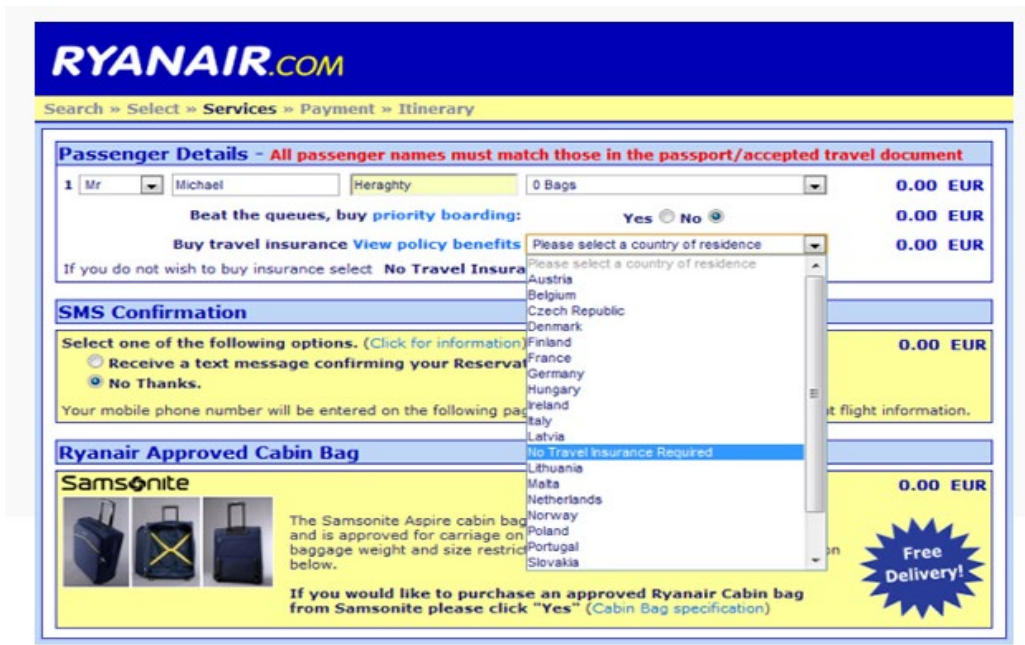 RYANAIR.COM
Search » Select » Services » Payment » Itinerary
Passenger Details - All passenger names must match those in the passport/accepted travel document
1 Mr Michael Heraghty 0 Bags 0.00 EUR
Beat the queues, buy priority boarding: Yes No 0.00 EUR
Buy travel insurance View policy benefits Please select a country of residence 0.00 EUR
If you do not wish to buy insurance select No Travel Insura
Please select a country of residence
Austria
Belgium
Czech Republic
Denmark
Finland
France
Germany
Hungary
Ireland
Italy
Latvia
No Travel Insurance Required
Lithuania
Malta
Netherlands
Norway
Poland
Portugal
Slovakia
SMS Confirmation
Select one of the following options. (Click for information) 0.00 EUR
Receive a text message confirming your Reservat
No Thanks.
Your mobile phone number will be entered on the following pag t flight information.
Ryanair Approved Cabin Bag
Samsonite 0.00 EUR
The Samsonite Aspire cabin bag
and is approved for carriage on
baggage weight and size restrict on
below.
Free
Delivery!
If you would like to purchase an approved Ryanair Cabin bag
from Samsonite please click "Yes" (Cabin Bag specification)